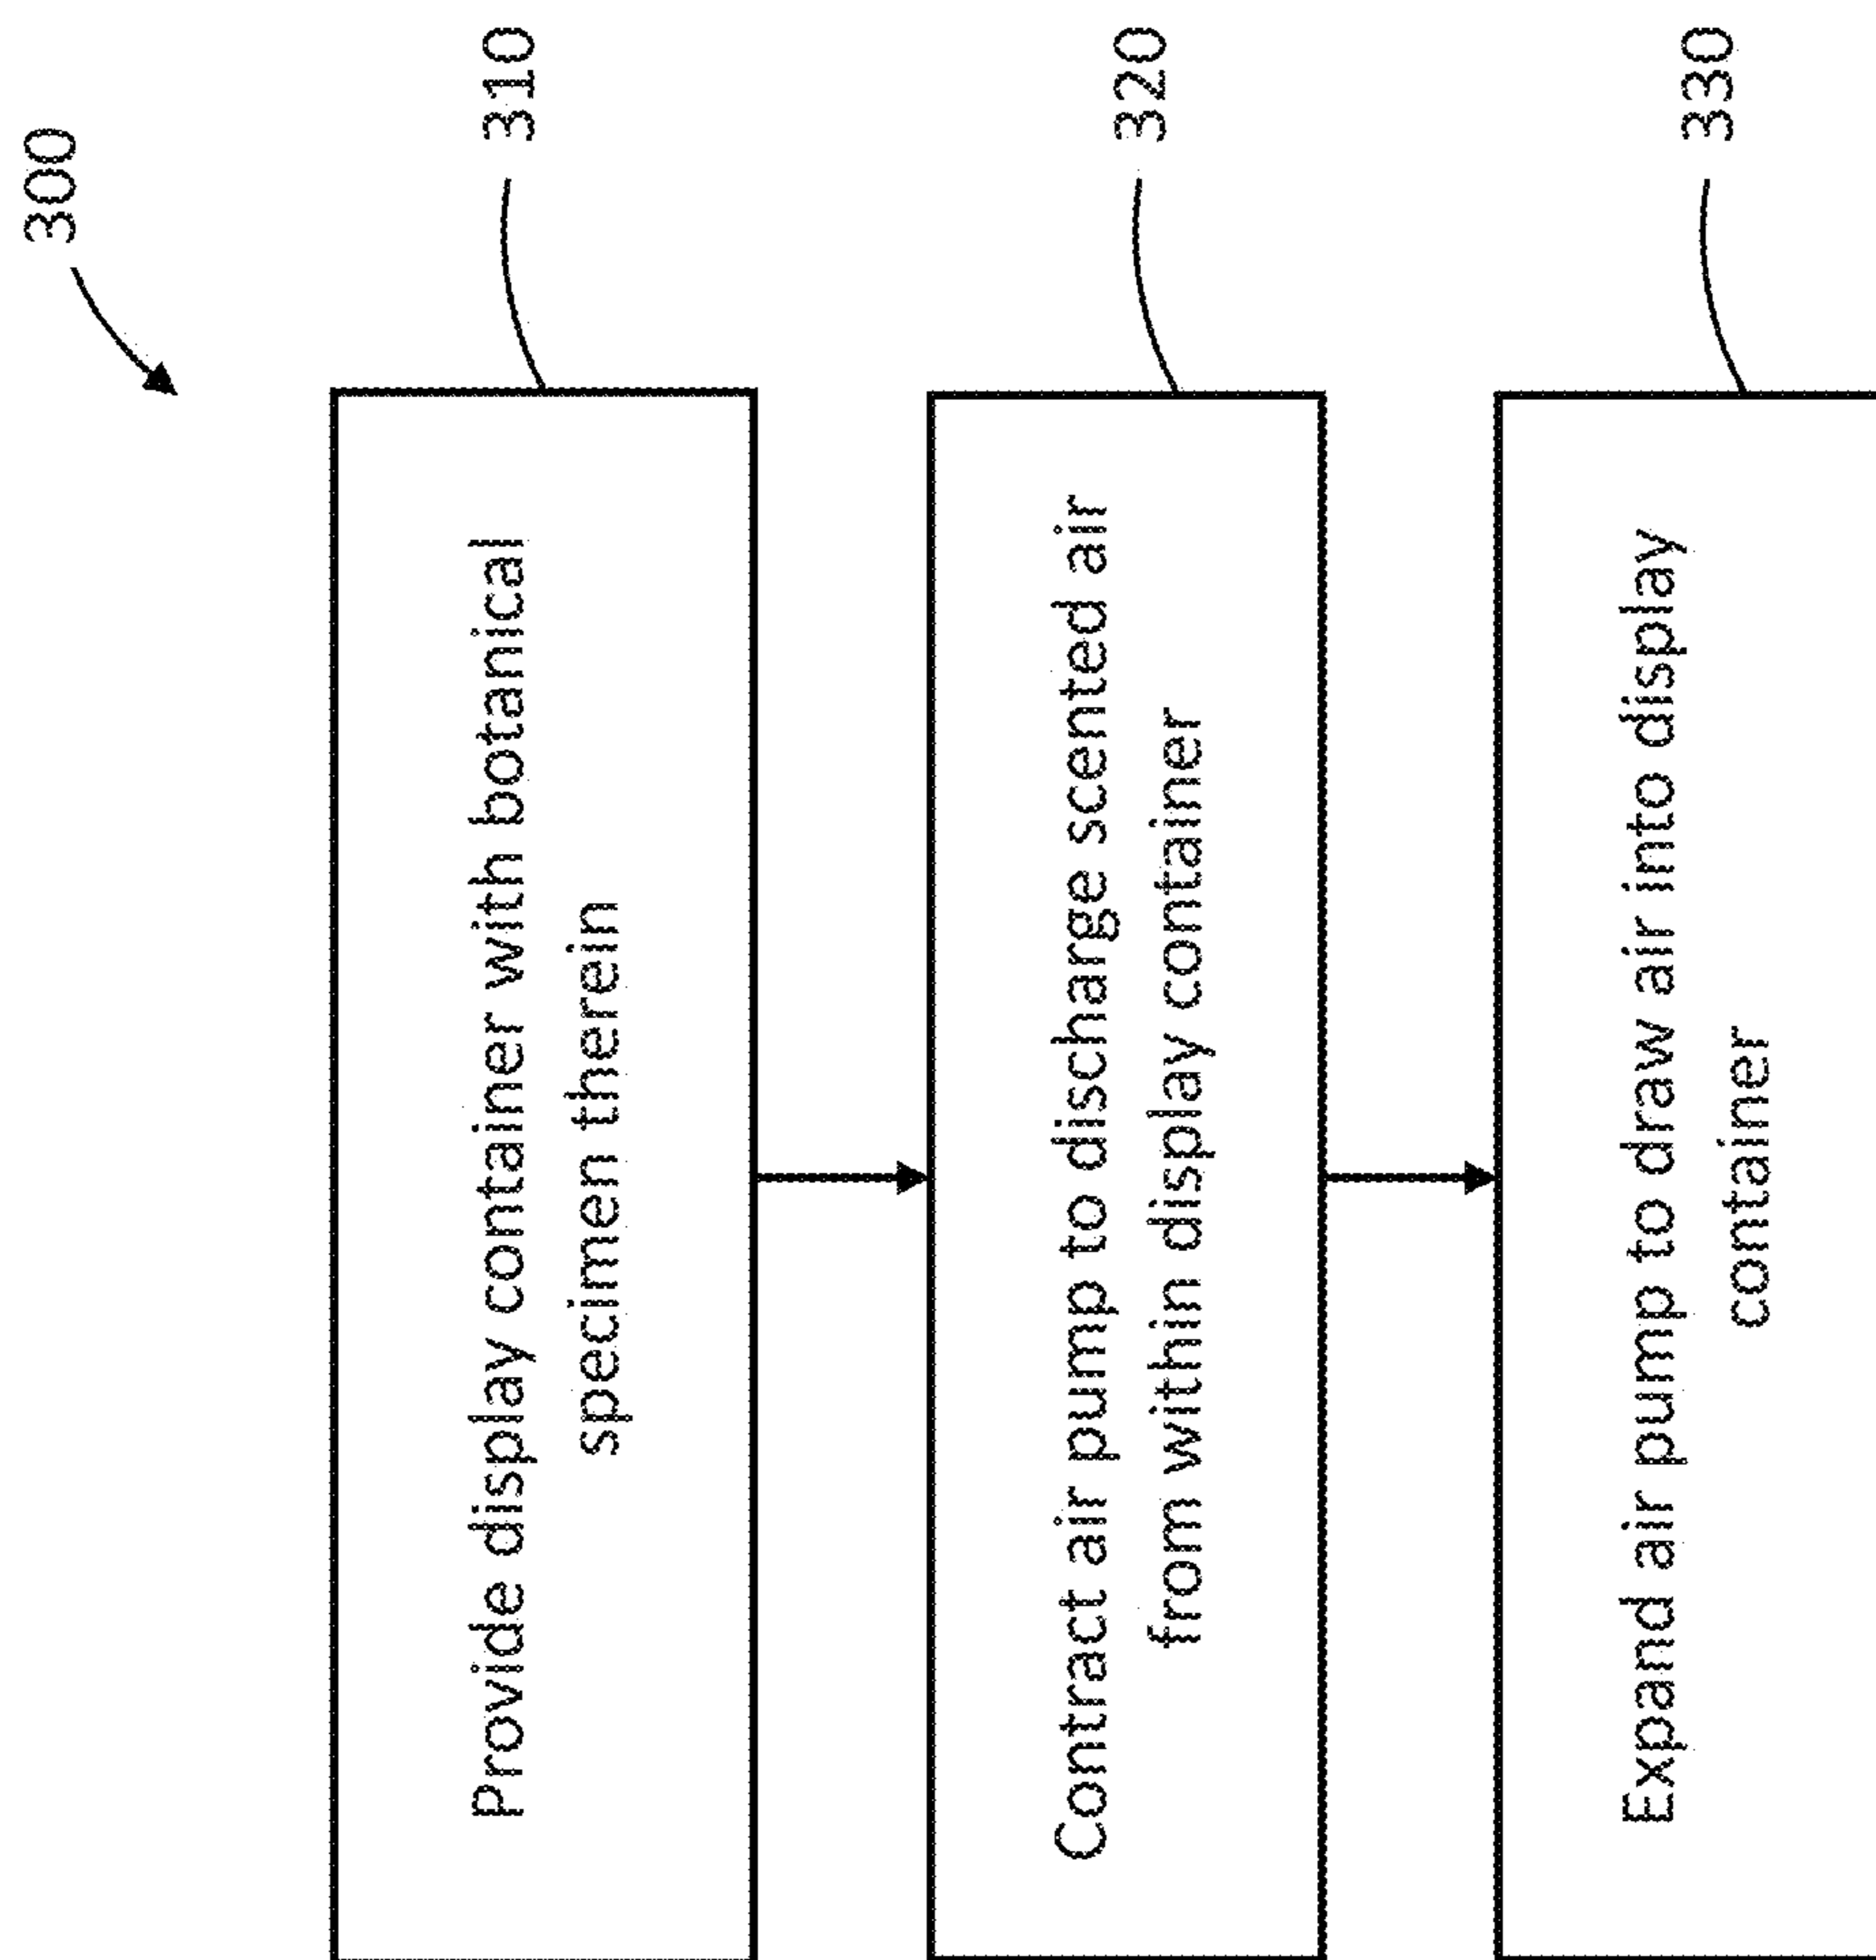 300
Provide display container with botanical
specimen therein
310
Contract air pump to discharge scented air
from within display container
320
Expand air pump to draw air into display
container
330